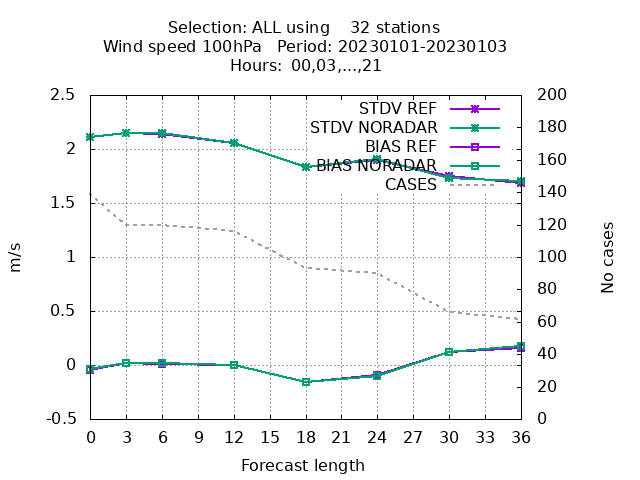 Selection: ALL using    32 stations
Wind speed 100hPa   Period: 20230101-20230103
Hours:  00,03,...,21
STDV REF
STDV NORADAR
BIAS REF
BIAS NORADAR
CASES
2.5
2
1.5
1
0.5
0
-0.5
m/s
200
180
160
140
120
100
80
60
40
20
0
No cases
0 3 6 9 12 15 18 21 24 27 30 33 36
Forecast length